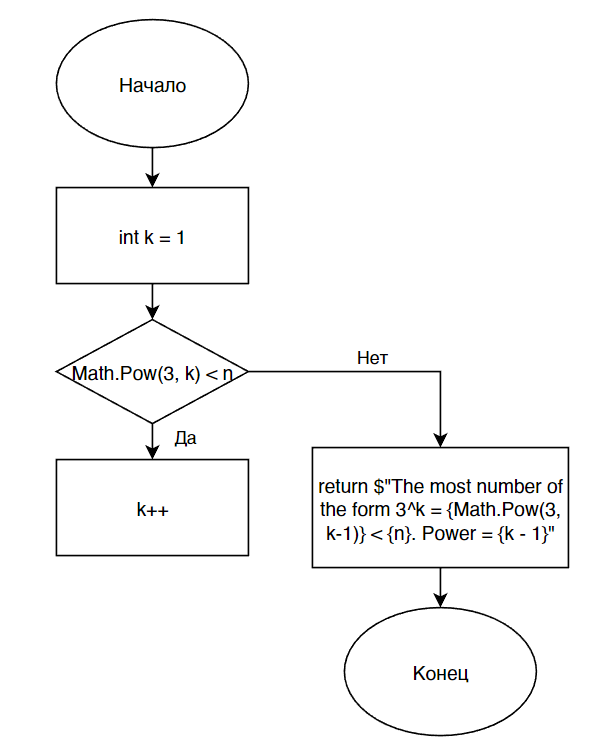 Начало
int k = 1
Math.Pow(3, k) < n
Нет
Да
k++
return $"The most number of
the form 3^k = {Math.Pow(3,
k-1)} < {n}. Power = {k - 1}"
Конец